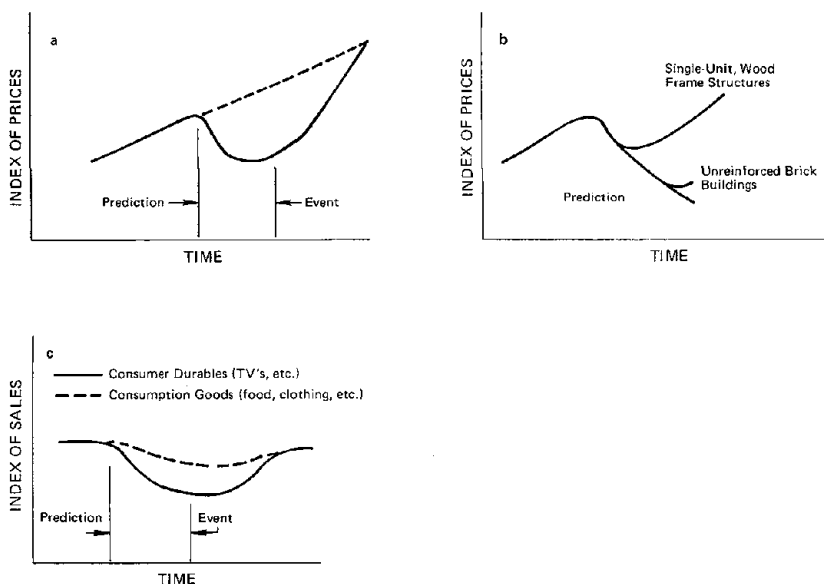 a
INDEX OF PRICES
Prediction
Event
TIME
b
INDEX OF PRICES
Single-Unit, Wood
Frame Structures
Unreinforced Brick
Buildings
Prediction
TIME
c
Consumer Durables (TV's, etc.)
Consumption Goods (food, clothing, etc.)
INDEX OF SALES
Prediction
Event
TIME